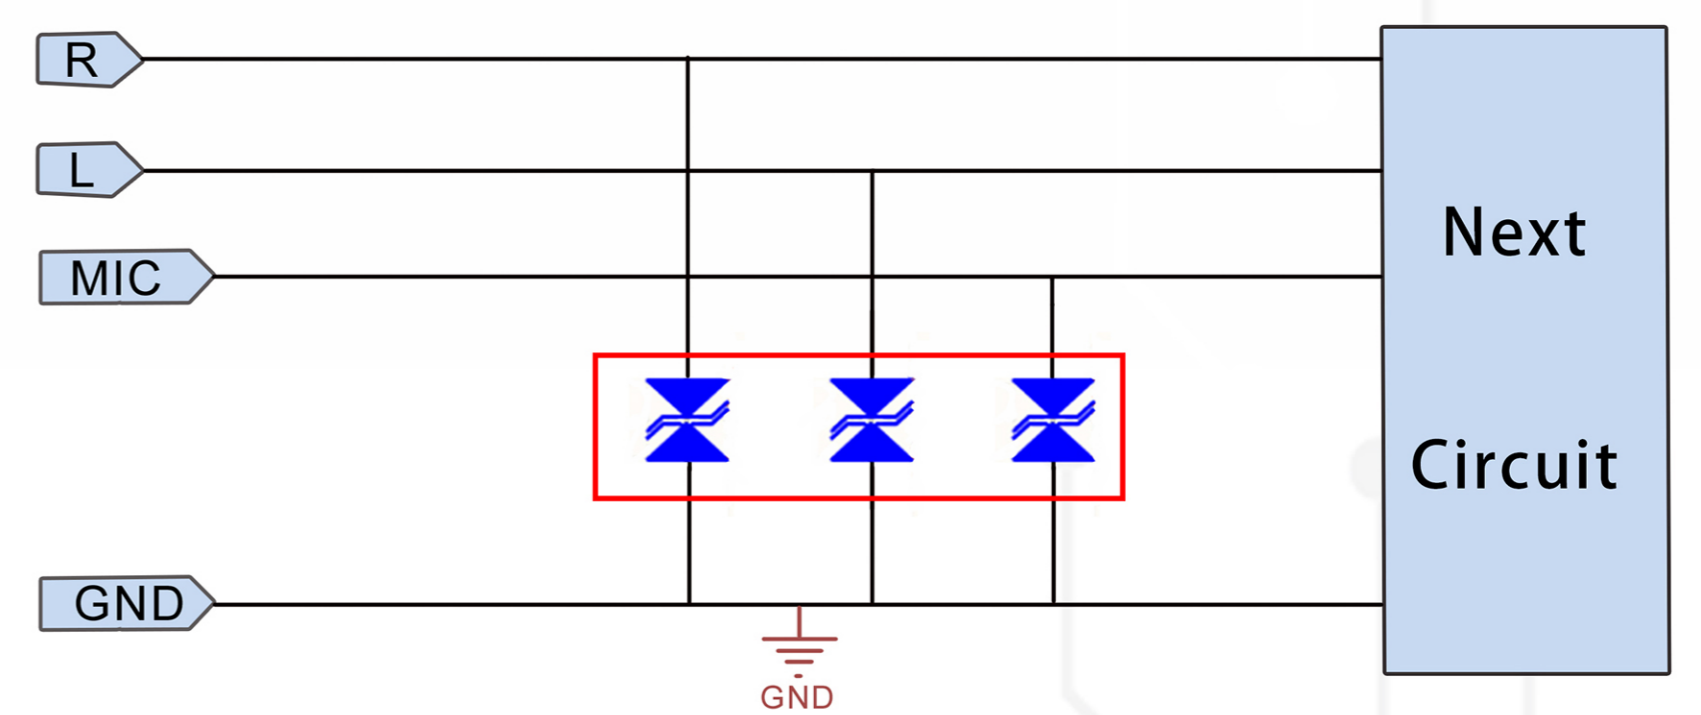 R
L
MIC
Next
Circuit
GND
GND